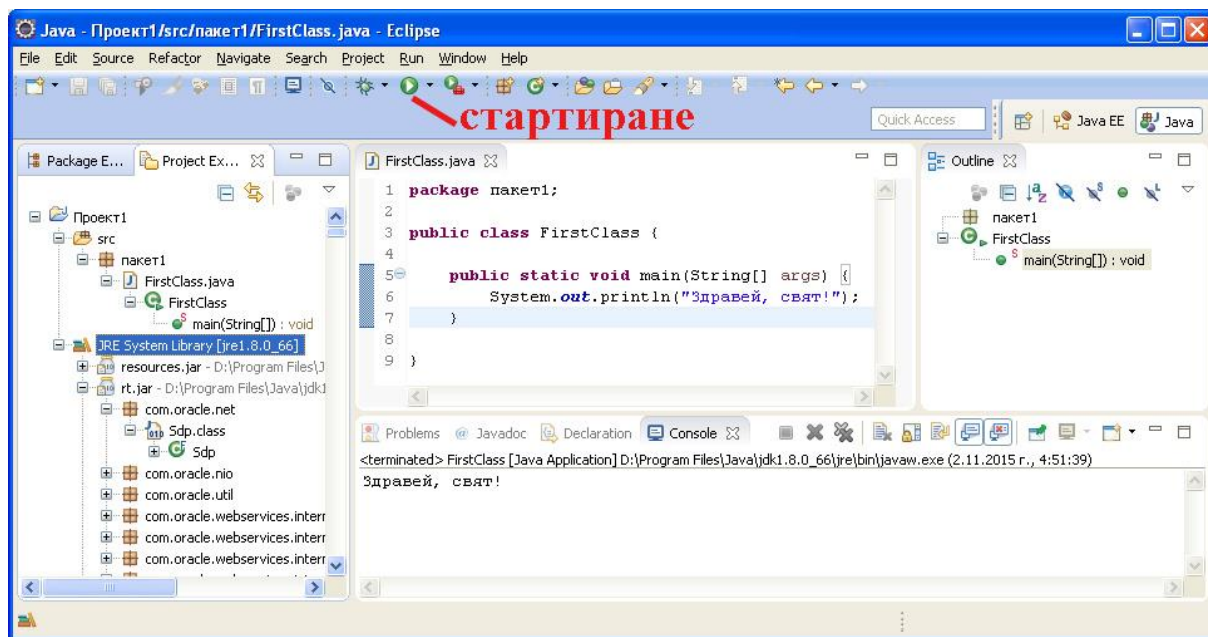 Java - Проект1/src/пакет1/FirstClass.java - Eclipse
File Edit Source Refactor Navigate Search Project Run Window Help
стартиране
Quick Access
Java EE
Java
Package E...
Project Ex...
Проект1
src
пакет1
FirstClass.java
FirstClass
main(String[]) : void
JRE System Library [jre1.8.0_66]
resources.jar - D:\Program Files\J
rt.jar - D:\Program Files\Java\jdk1
com.oracle.net
Sdp.class
Sdp
com.oracle.nio
com.oracle.util
com.oracle.webservices.interr
com.oracle.webservices.interr
com.oracle.webservices.interr
FirstClass.java
1 package пакет1;
2
3 public class FirstClass {
4
5 public static void main(String[] args) {
6 System.out.println("Здравей, свят!");
7 }
8
9 }
Outline
пакет1
FirstClass
main(String[]) : void
Problems @ Javadoc Declaration Console
<terminated> FirstClass [Java Application] D:\Program Files\Java\jdk1.8.0_66\jre\bin\javaw.exe (2.11.2015 г., 4:51:39)
Здравей, свят!